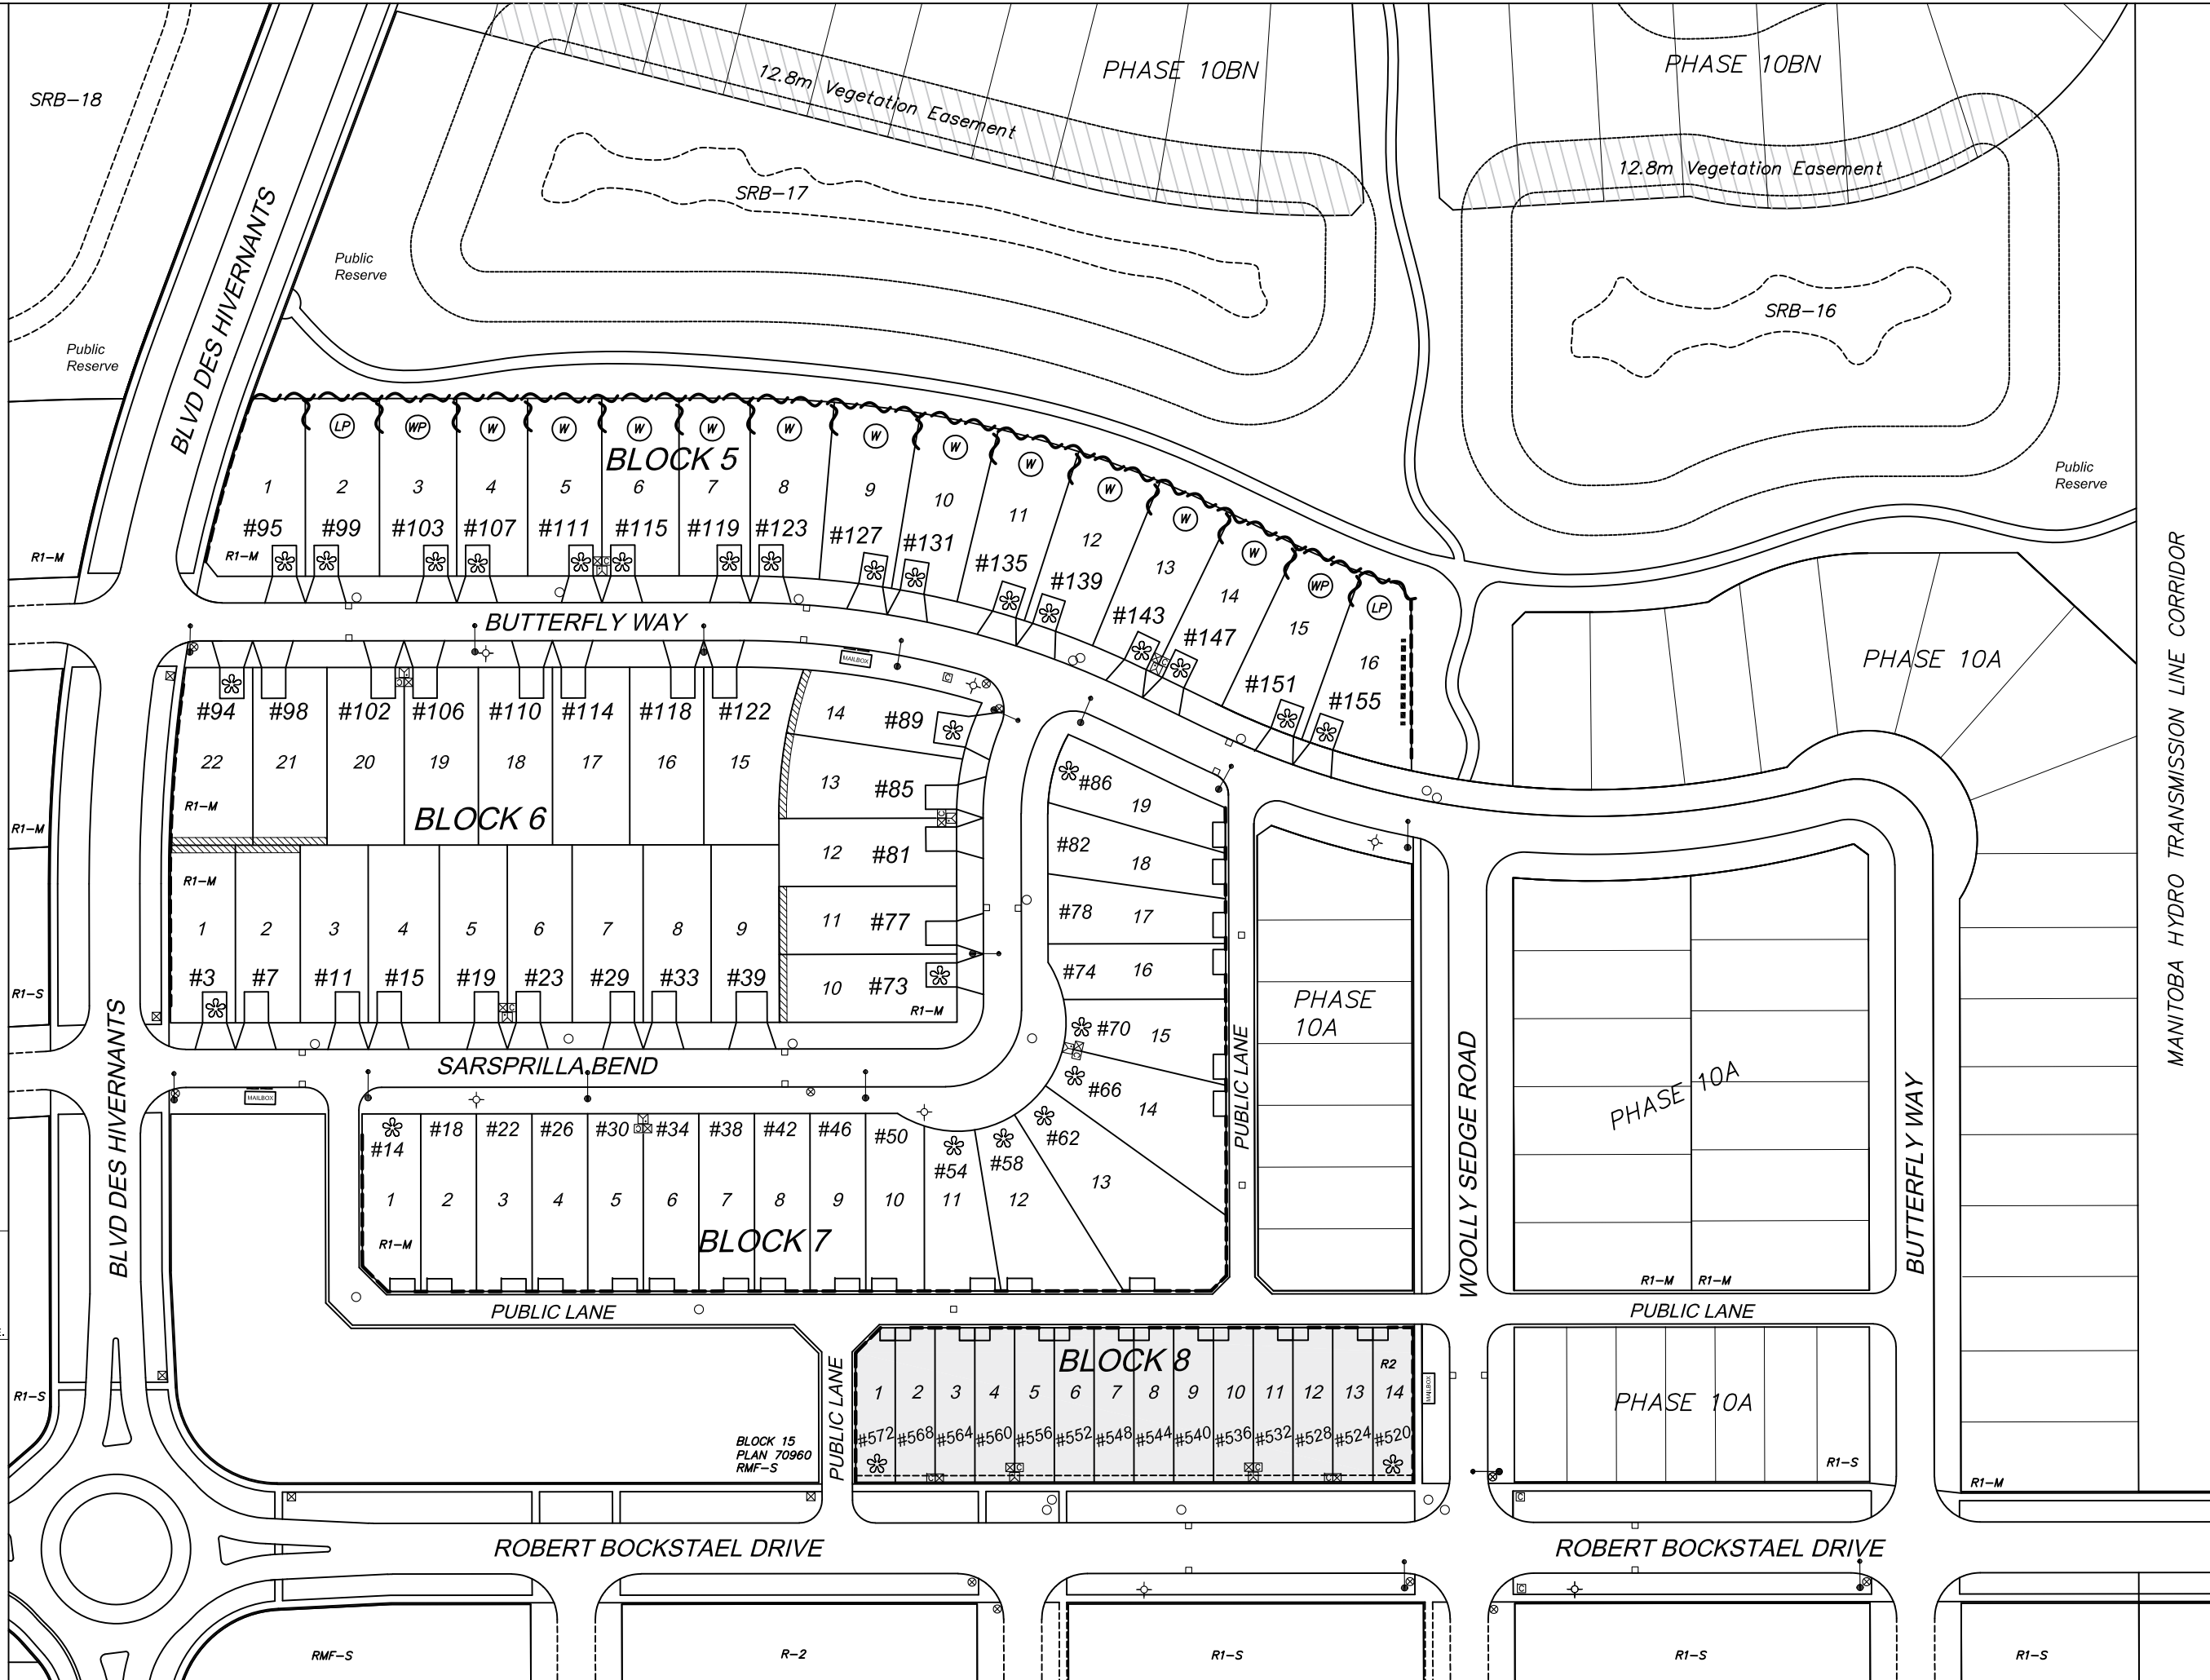 SRB-18
PHASE 10BN
PHASE 10BN
12.8m Vegetation Easement
12.8m Vegetation Easement
SRB-17
SRB-16
BLVD DES HIVERNANTS
Public
Reserve
Public
Reserve
Public
Reserve
MANITOBA HYDRO TRANSMISSION LINE CORRIDOR
LP WP W W W W W W W W W W W WP LP
BLOCK 5
1 2 3 4 5 6 7 8 9 10 11 12 13 14 15 16
#95 #99 #103 #107 #111 #115 #119 #123 #127 #131 #135 #139 #143 #147 #151 #155
R1-M
R1-M
BUTTERFLY WAY
MAILBOX
PHASE 10A
#94 #98 #102 #106 #110 #114 #118 #122
22 21 20 19 18 17 16 15
R1-M
BLOCK 6
14 #89
13 #85
12 #81
11 #77
10 #73
R1-M
R1-M
R1-M
1 2 3 4 5 6 7 8 9
#3 #7 #11 #15 #19 #23 #29 #33 #39
R1-S
#86 19
#82 18
#78 17
#74 16
#70 15
#66 14
#62 13
PHASE
10A
PUBLIC LANE
WOOLLY SEDGE ROAD
PHASE 10A
BUTTERFLY WAY
SARSPRILLA BEND
MAILBOX
BLVD DES HIVERNANTS
#14 #18 #22 #26 #30 #34 #38 #42 #46 #50 #54 #58
1 2 3 4 5 6 7 8 9 10 11 12
R1-M
BLOCK 7
R1-M R1-M
PUBLIC LANE
PUBLIC LANE
PUBLIC LANE
BLOCK 8
R2
1 2 3 4 5 6 7 8 9 10 11 12 13 14
#572 #568 #564 #560 #556 #552 #548 #544 #540 #536 #532 #528 #524 #520
MAILBOX
PHASE 10A
R1-S
R1-S
R1-M
BLOCK 15
PLAN 70960
RMF-S
ROBERT BOCKSTAEL DRIVE
ROBERT BOCKSTAEL DRIVE
RMF-S
R-2
R1-S
R1-S
R1-S